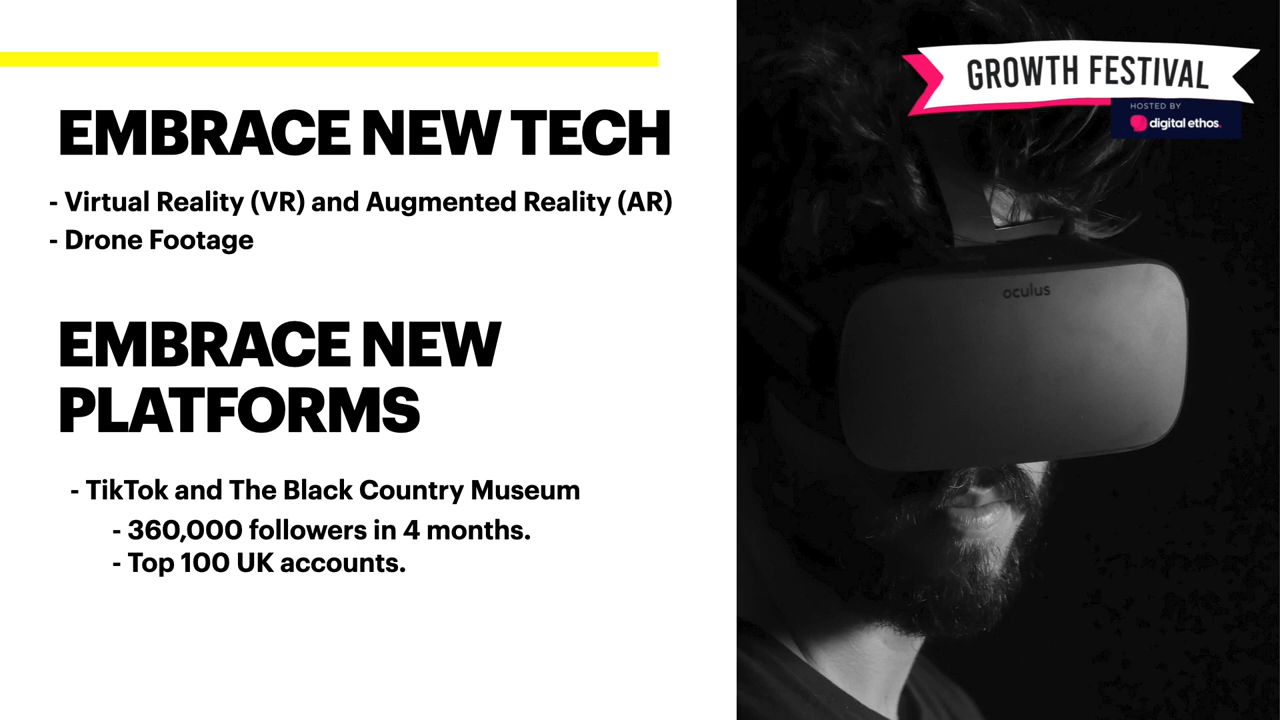 EMBRACE NEW TECH
- Virtual Reality (VR) and Augmented Reality (AR)
- Drone Footage
EMBRACE NEW
PLATFORMS
- TikTok and The Black Country Museum
- 360,000 followers in 4 months.
- Top 100 UK accounts.
GROWTH FESTIVAL
HOSTED BY
digital ethos.
oculus